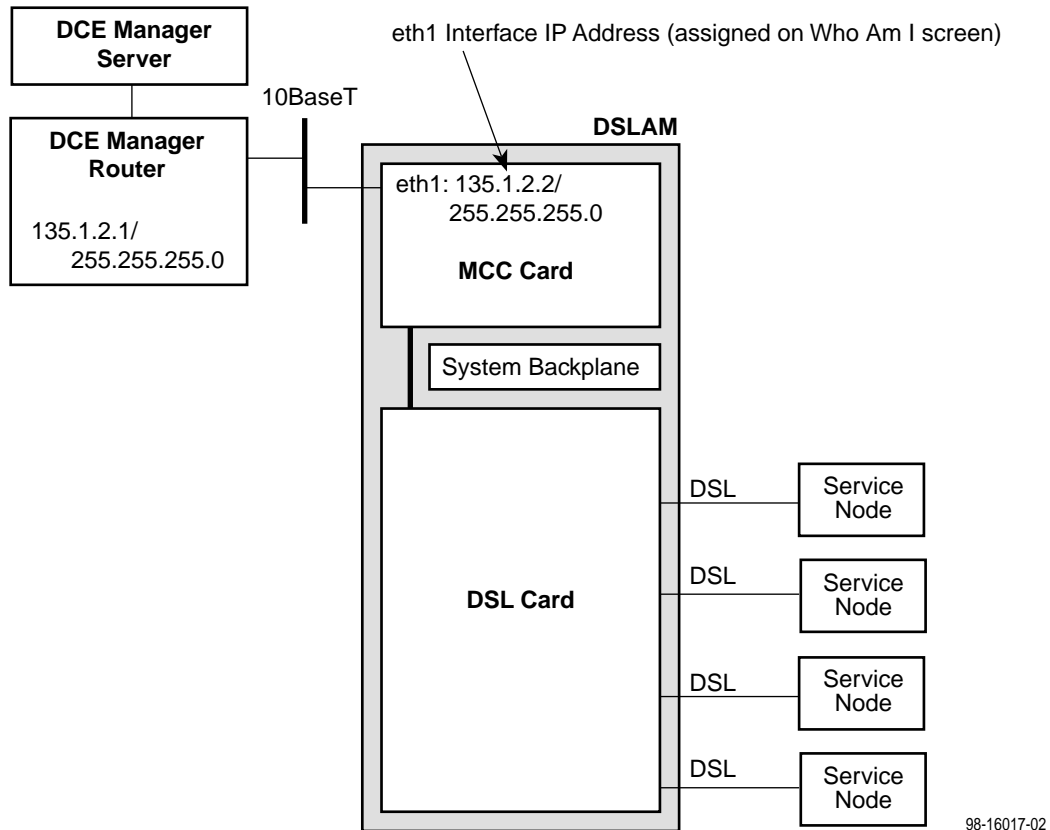 DCE Manager
Server
eth1 Interface IP Address (assigned on Who Am I screen)
10BaseT
DCE Manager
Router
135.1.2.1/
255.255.255.0
DSLAM
eth1: 135.1.2.2/
255.255.255.0
MCC Card
System Backplane
DSL Card
DSL
Service
Node
DSL
Service
Node
DSL
Service
Node
DSL
Service
Node
98-16017-02